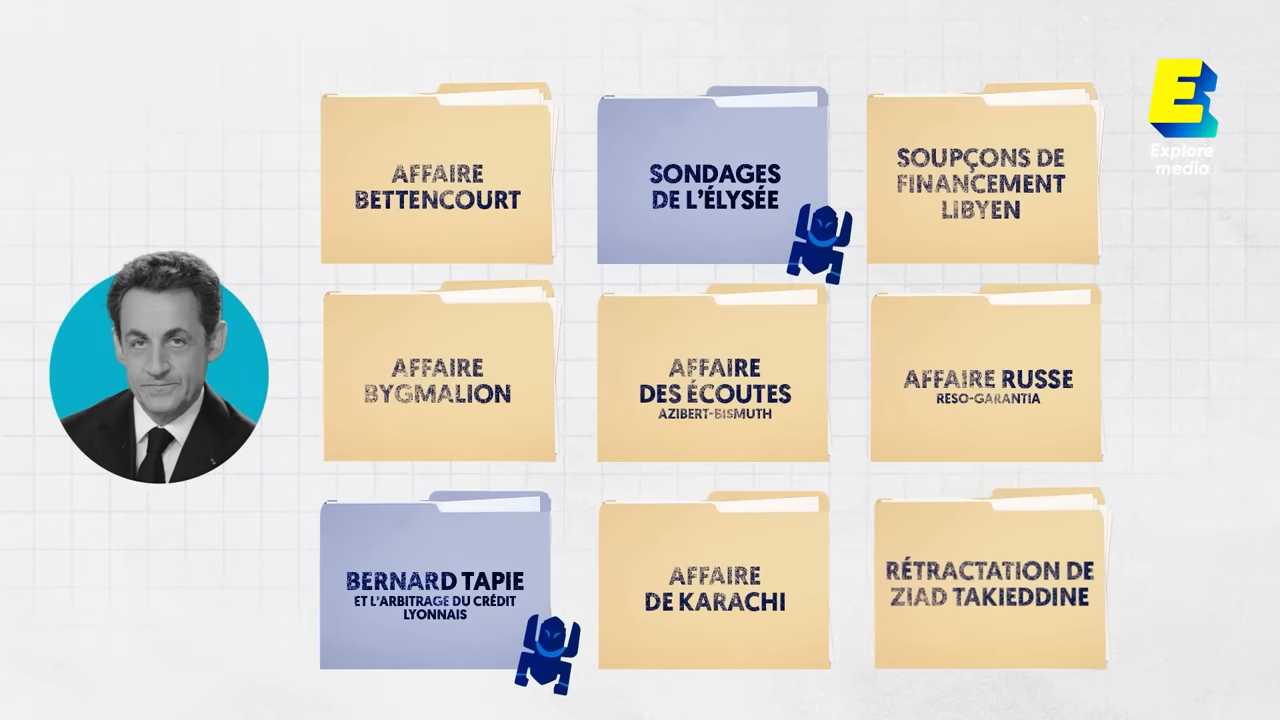 AFFAIRE
BETTENCOURT
SONDAGES
DE L'ÉLYSÉE
SOUPÇONS DE
FINANCEMENT
LIBYEN
E
Explore
media
AFFAIRE
BYGMALION
AFFAIRE
DES ÉCOUTES
AZIBERT-BISMUTH
AFFAIRE RUSSE
RESO-GARANTIA
BERNARD TAPIE
ET L'ARBITRAGE DU CRÉDIT
LYONNAIS
AFFAIRE
DE KARACHI
RÉTRACTATION DE
ZIAD TAKIEDDINE